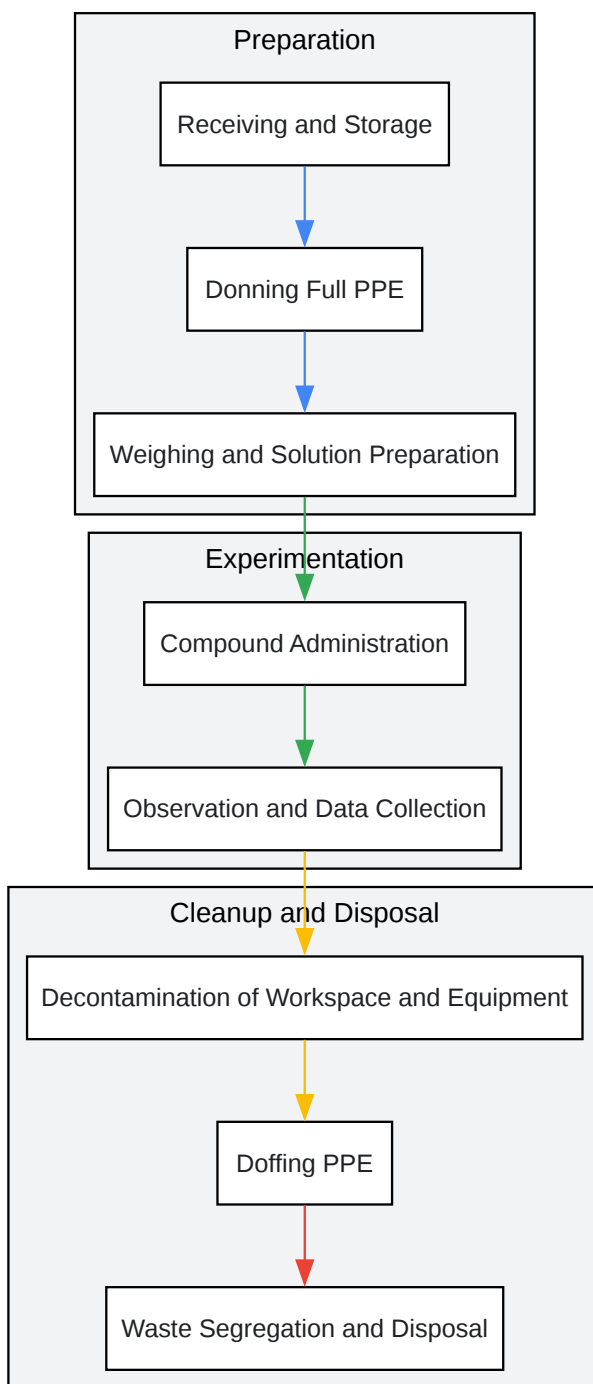 Preparation
Receiving and Storage
Donning Full PPE
Weighing and Solution Preparation
Experimentation
Compound Administration
Observation and Data Collection
Cleanup and Disposal
Decontamination of Workspace and Equipment
Doffing PPE
Waste Segregation and Disposal